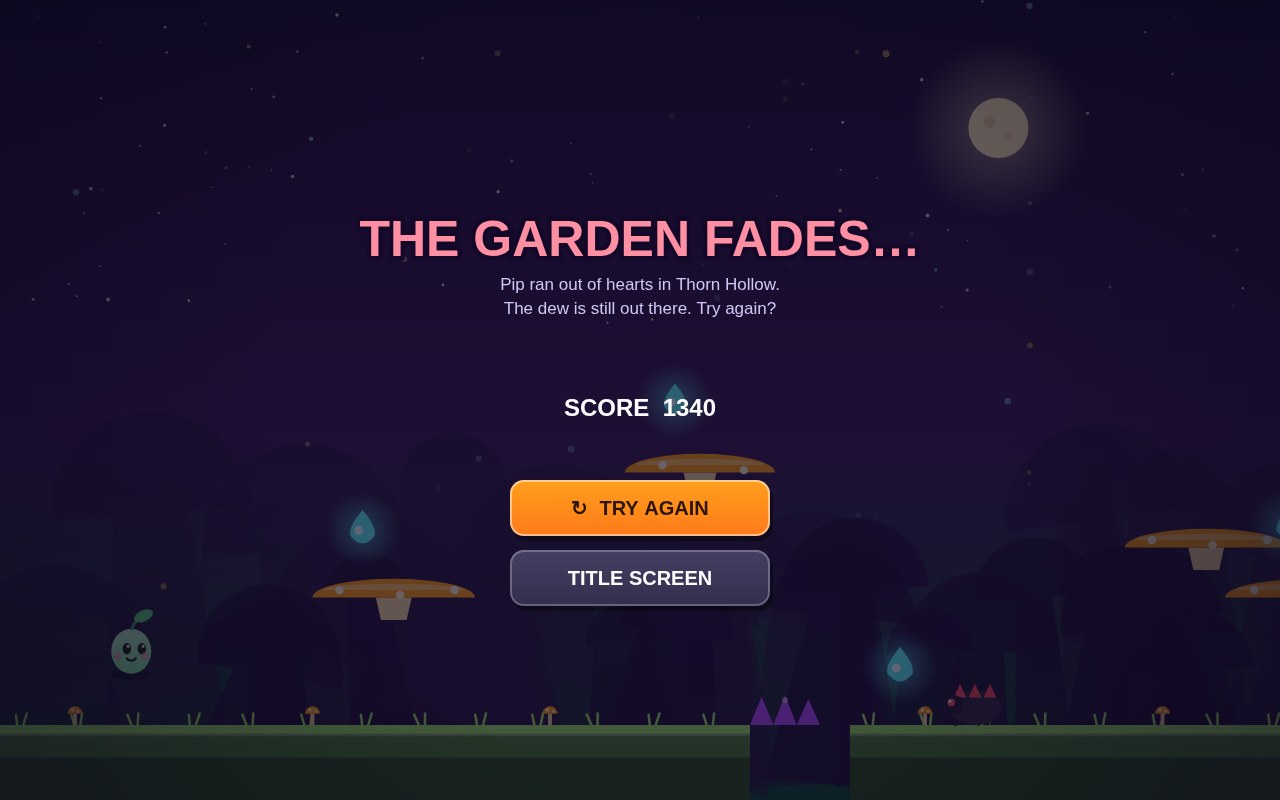 THE GARDEN FADES…
Pip ran out of hearts in Thorn Hollow.
The dew is still out there. Try again?
SCORE 1340
↻ TRY AGAIN
TITLE SCREEN